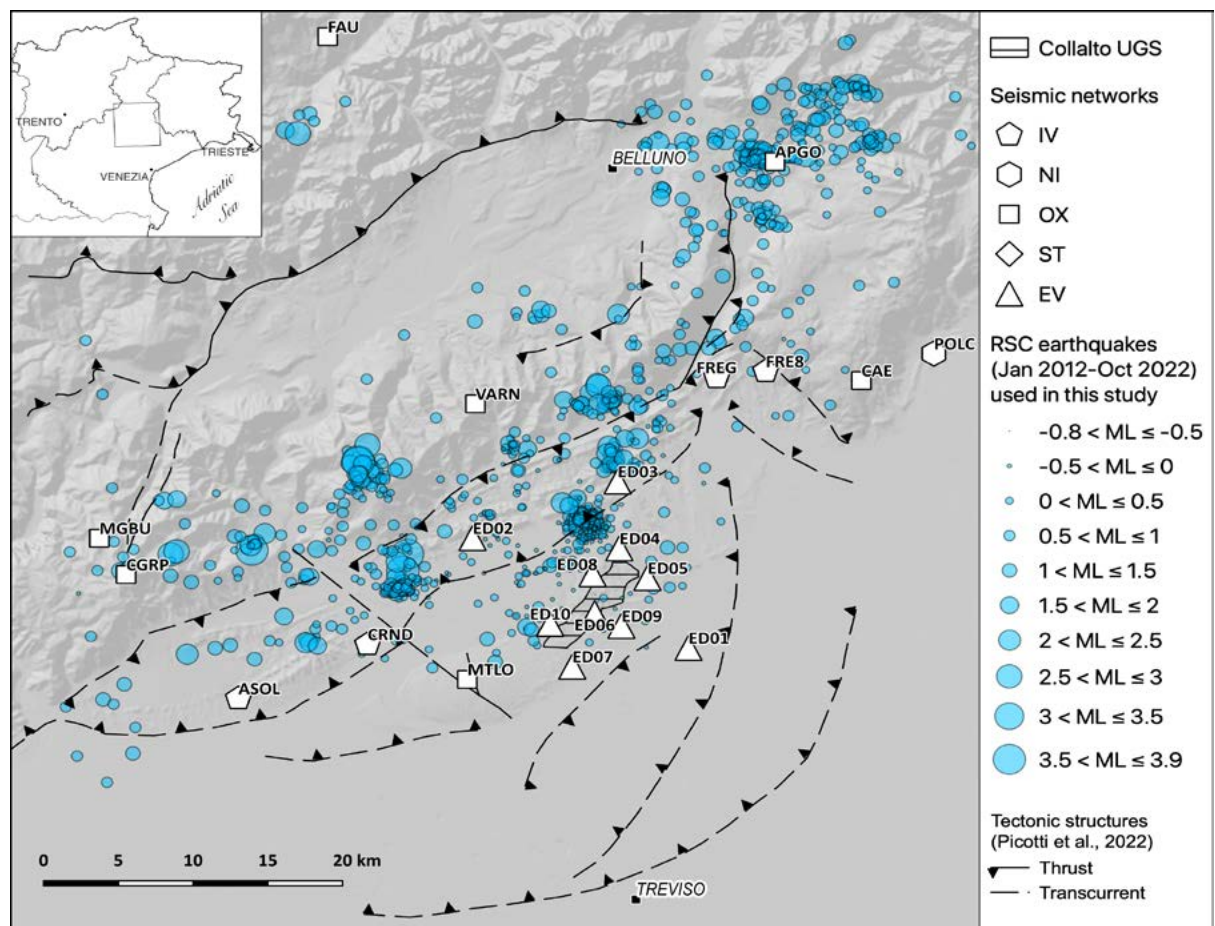 FAU
TRENTO
TRIESTE
VENEZIA
Adriatic
Sea
BELLUNO
APGO
POLC
FREG
FRE8
CAE
VARN
ED03
MGBU
ED02
ED04
CGRP
ED08
ED05
ED10
ED06
ED09
CRND
ED01
MTLO
ED07
ASOL
0 5 10 15 20 km
TREVISO
Collalto UGS
Seismic networks
IV
NI
OX
ST
EV
RSC earthquakes
(Jan 2012-Oct 2022)
used in this study
-0.8 < ML ≤ -0.5
-0.5 < ML ≤ 0
0 < ML ≤ 0.5
0.5 < ML ≤ 1
1 < ML ≤ 1.5
1.5 < ML ≤ 2
2 < ML ≤ 2.5
2.5 < ML ≤ 3
3 < ML ≤ 3.5
3.5 < ML ≤ 3.9
Tectonic structures
(Picotti et al., 2022)
Thrust
Transcurrent